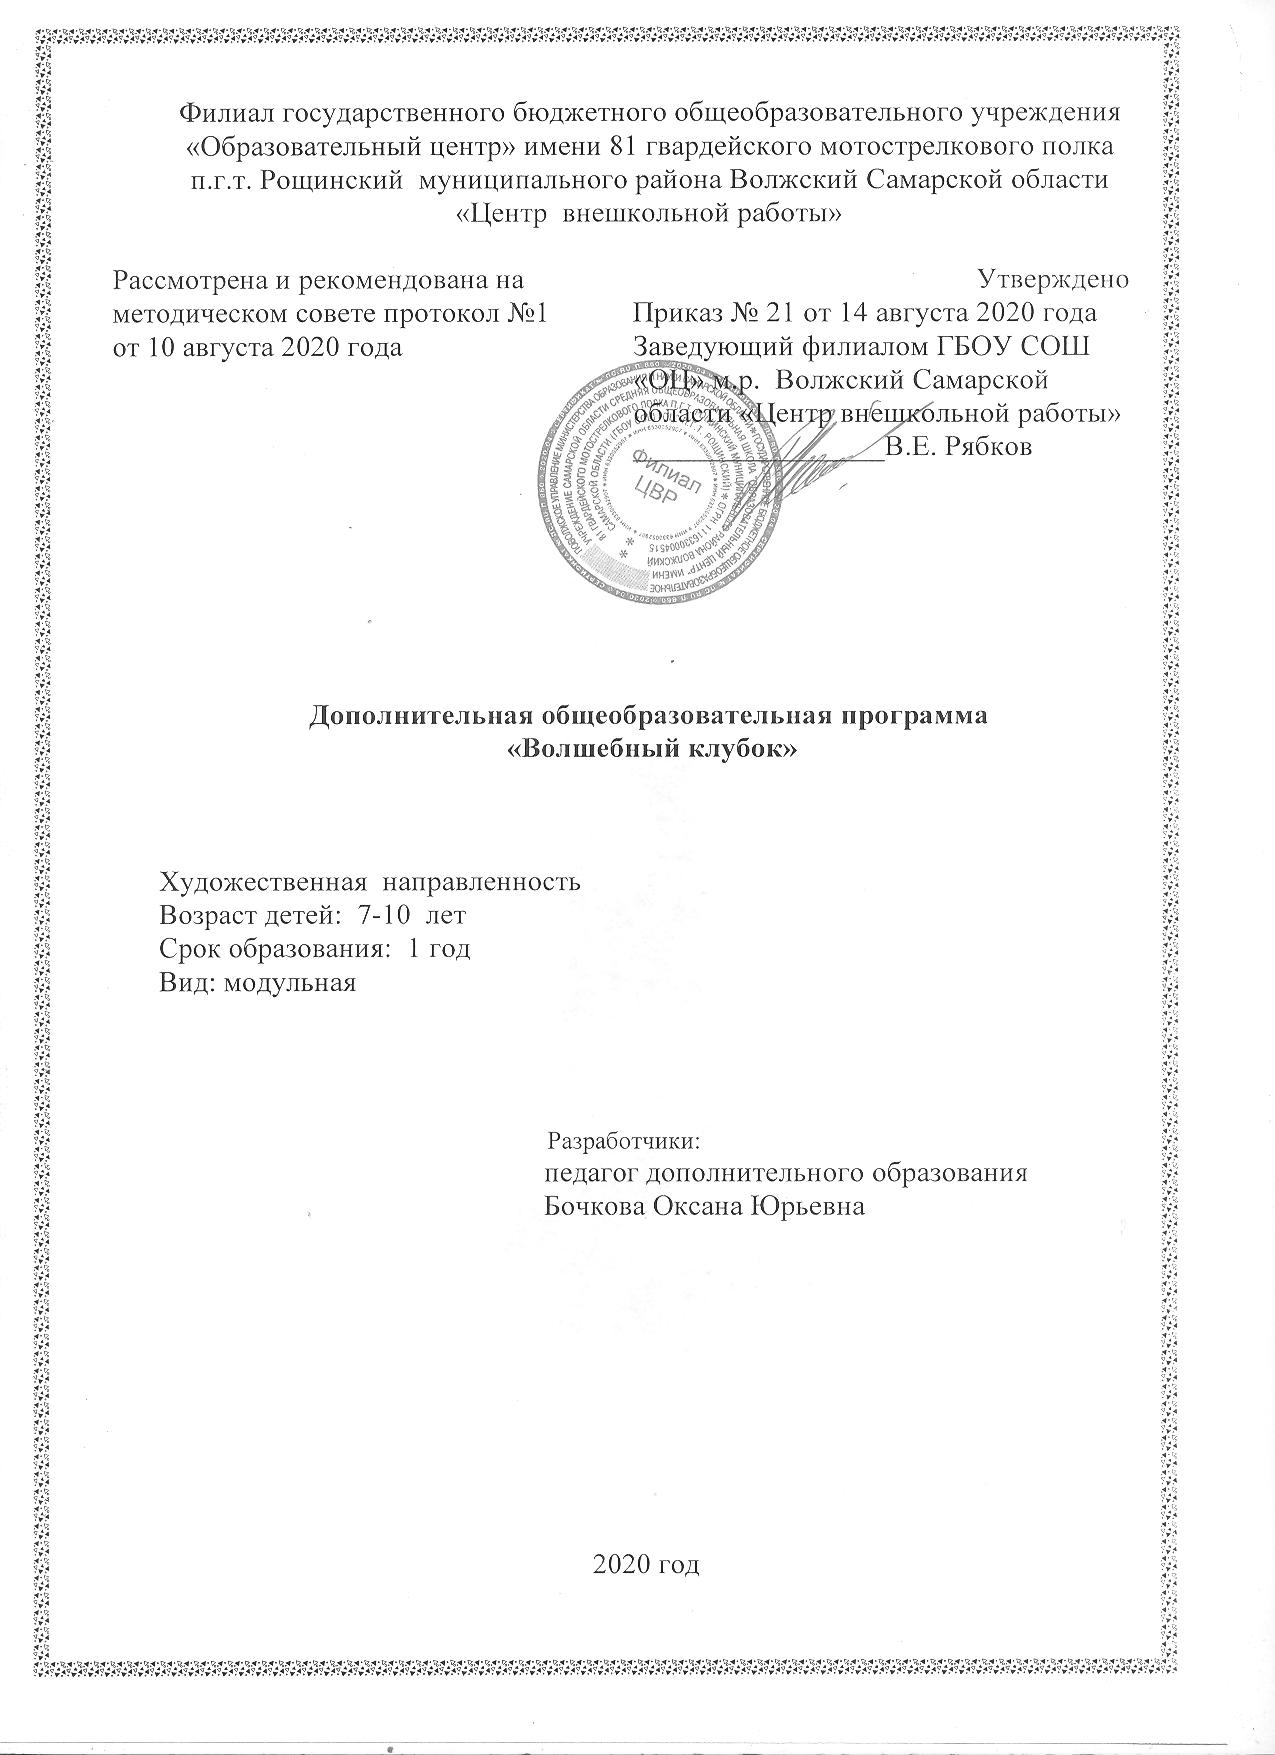 Филиал государственного бюджетного общеобразовательного учреждения
«Образовательный центр» имени 81 гвардейского мотострелкового полка
п.г.т. Рощинский муниципального района Волжский Самарской области
«Центр внешкольной работы»
Рассмотрена и рекомендована на
методическом совете протокол №1
от 10 августа 2020 года
Утверждено
Приказ № 21 от 14 августа 2020 года
Заведующий филиалом ГБОУ СОШ
«ОЦ» м.р. Волжский Самарской
области «Центр внешкольной работы»
__________________В.Е. Рябков
Филиал
ЦВР
Дополнительная общеобразовательная программа
«Волшебный клубок»
Художественная направленность
Возраст детей: 7-10 лет
Срок образования: 1 год
Вид: модульная
Разработчики:
педагог дополнительного образования
Бочкова Оксана Юрьевна
2020 год